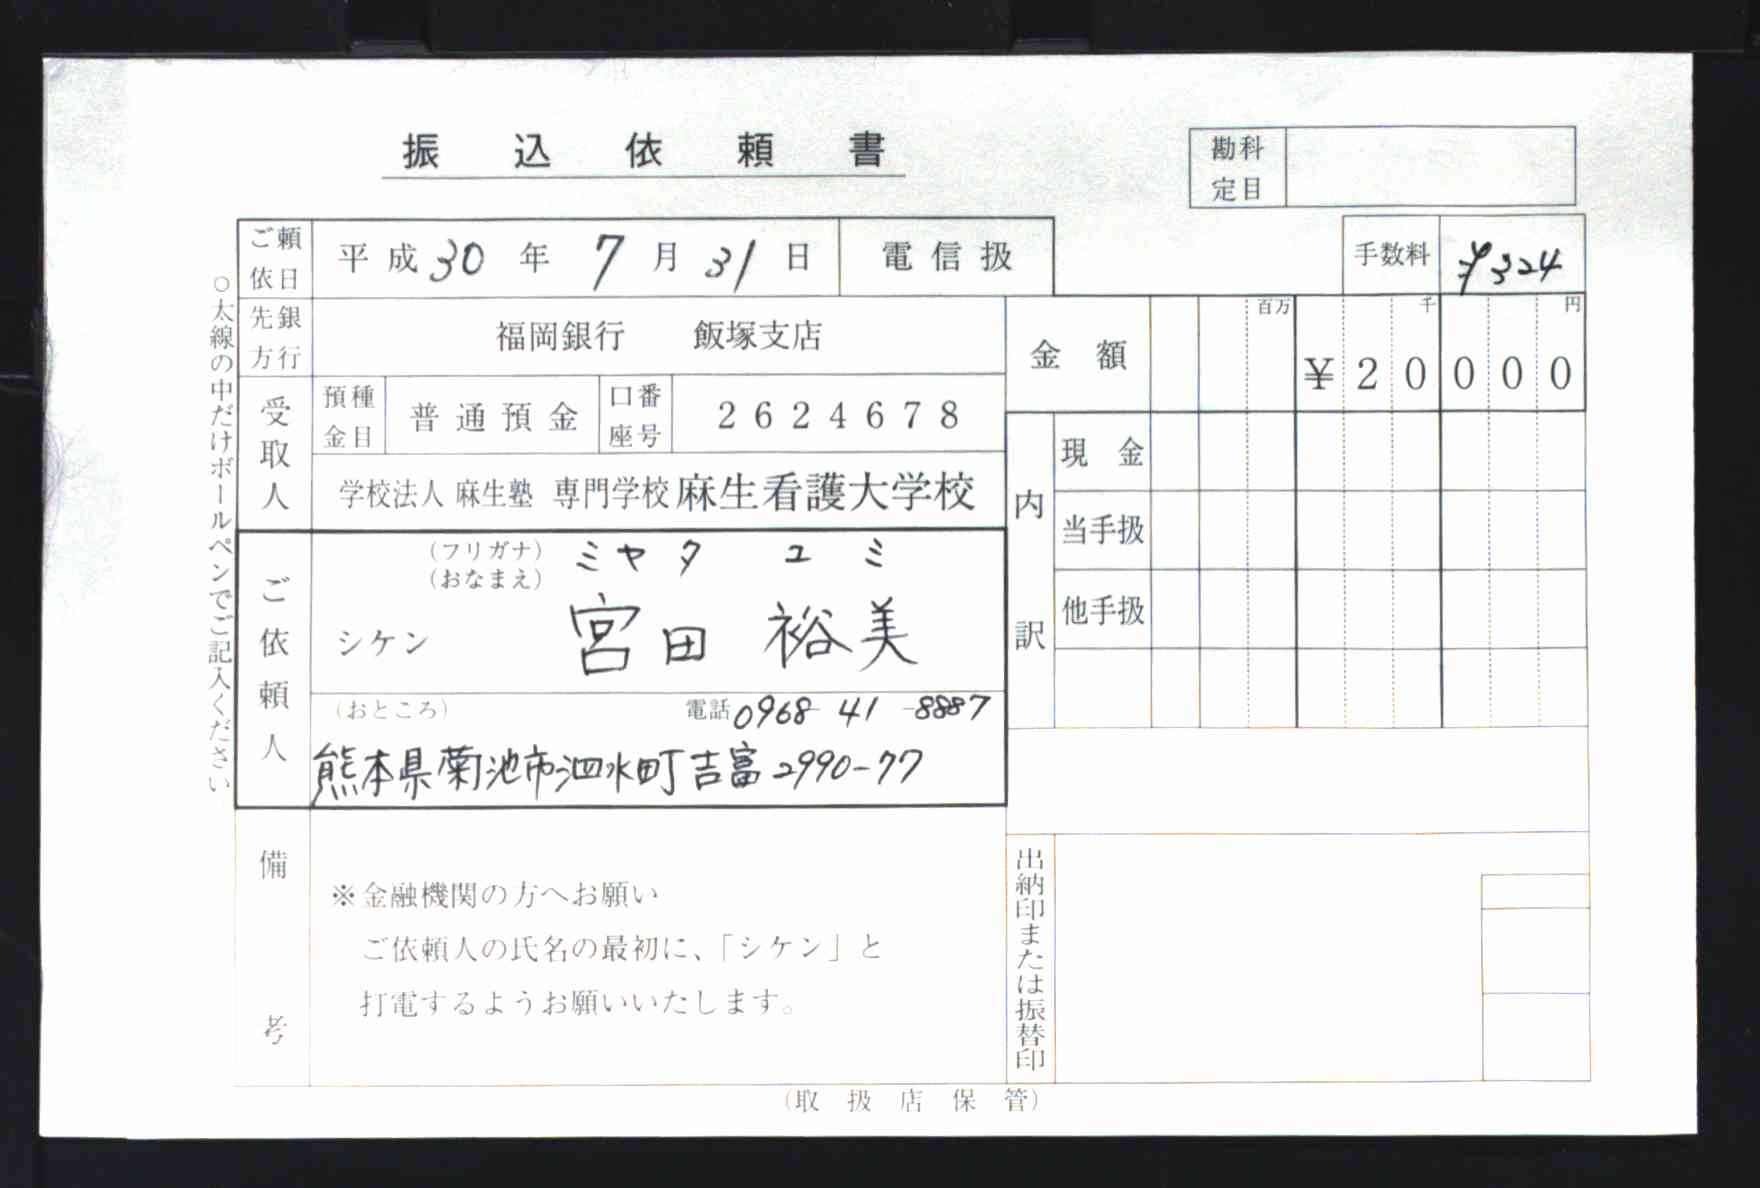 振込依頼書
勘定科目
ご依頼日 平成30年7月31日 電信扱
手数料 ¥324
先方銀行 福岡銀行 飯塚支店
金額 百万 千 円
¥20000
受取人 預金種目 普通預金 口座番号 2624678
学校法人 麻生塾 専門学校 麻生看護大学校
内訳
現金
当手扱
他手扱
ご依頼人
(フリガナ) ミヤタ ユミ
(おなまえ)
シケン 宮田 裕美
(おところ) 電話 0968-41-8887
熊本県菊池市泗水町吉富2990-77
備考
※金融機関の方へお願い
ご依頼人の氏名の最初に、「シケン」と
打電するようお願いいたします。
出納印または振替印
(取扱店保管)
○太線の中だけボールペンでご記入ください